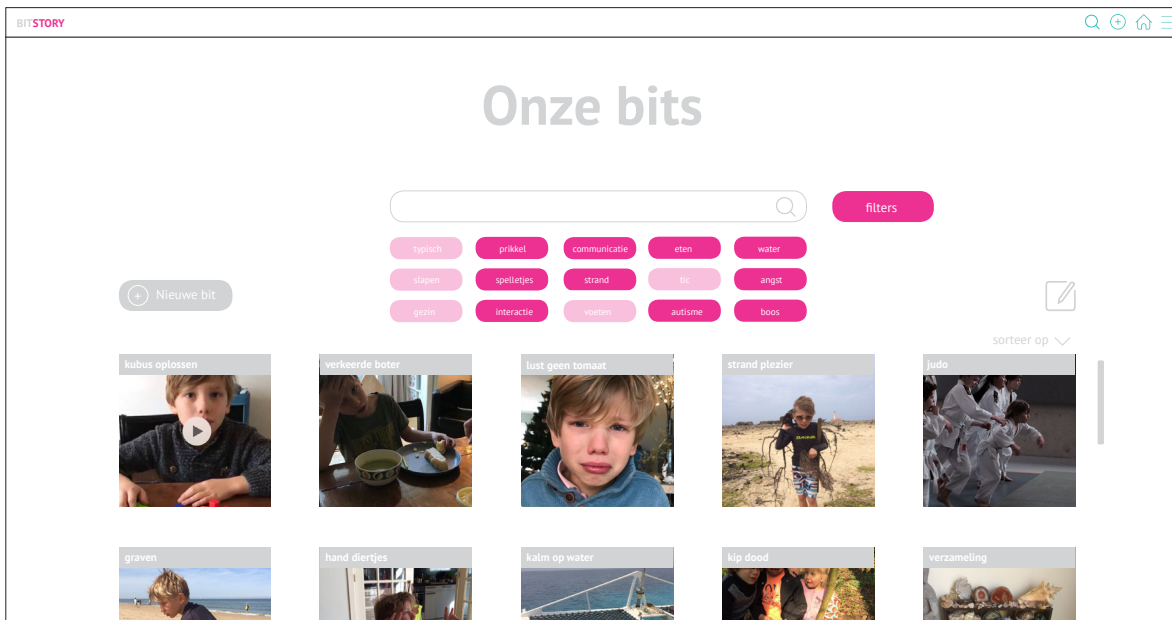 BITSTORY
Onze bits
filters
typisch prikkel communicatie eten water
slapen spelletjes strand tic angst
gezin interactie voeten autisme boos
Nieuwe bit
sorteer op
kubus oplossen verkeerde boter lust geen tomaat strand plezier judo
graven hand diertjes kalm op water kip dood verzameling